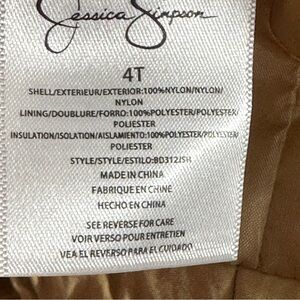 Jessica Simpson
4T
SHELL/EXTERIEUR/EXTERIOR:100%NYLON/NYLON/
NYLON
LINING/DOUBLURE/FORRO:100%POLYESTER/POLYESTER/
POLIESTER
INSULATION/ISOLATION/AISLAMIENTO:100%POLYESTER/POLYESTER/
POLIESTER
STYLE/STYLE/ESTILO:BD312JSH
MADE IN CHINA
FABRIQUE EN CHINE
HECHO EN CHINA
SEE REVERSE FOR CARE
VOIR VERSO POUR ENTRETIEN
VEA EL REVERSO PARA EL CUIDADO